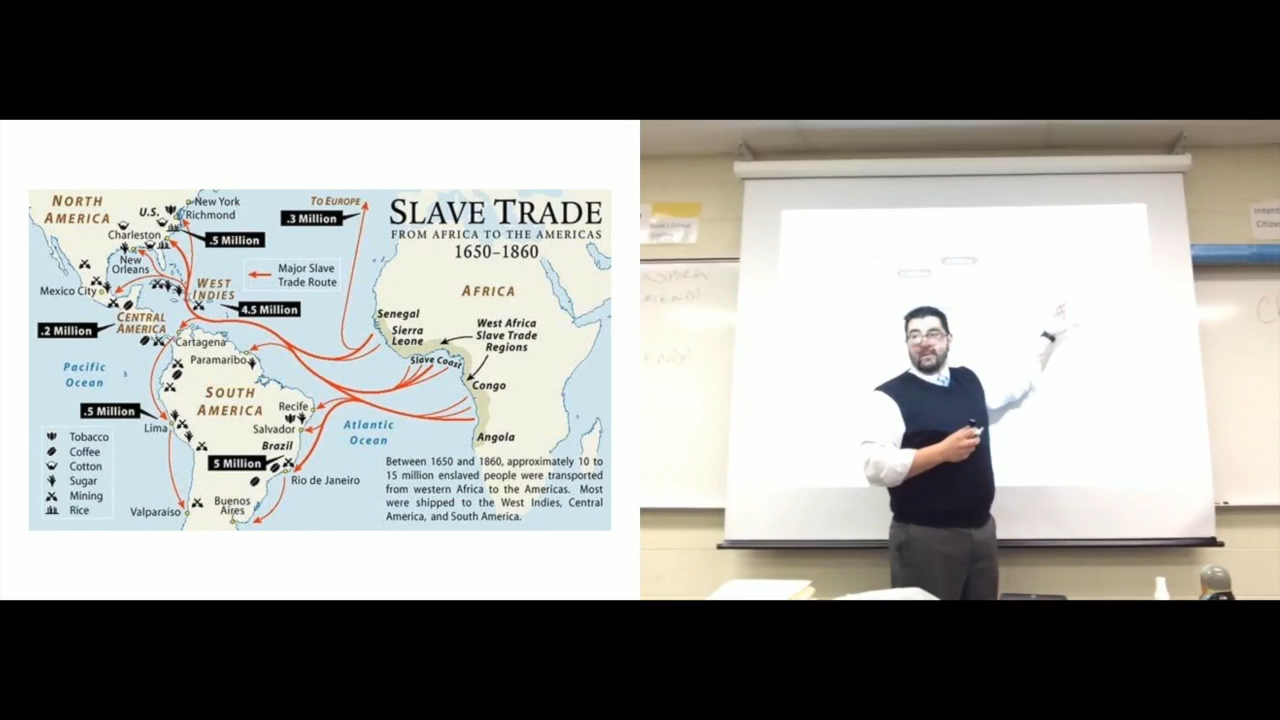 SLAVE TRADE
FROM AFRICA TO THE AMERICAS
1650–1860
NORTH
AMERICA
U.S.
New York
Richmond
Charleston
.5 Million
New
Orleans
Mexico City
WEST
INDIES
4.5 Million
.2 Million
CENTRAL
AMERICA
TO EUROPE
.3 Million
Major Slave
Trade Route
AFRICA
Senegal
Sierra
Leone
West Africa
Slave Trade
Regions
Slave Coast
Congo
Angola
Cartagena
Paramaribo
Pacific
Ocean
SOUTH
AMERICA
Recife
Salvador
Brazil
.5 Million
Lima
5 Million
Rio de Janeiro
Atlantic
Ocean
Buenos
Aires
Valparaíso
Tobacco
Coffee
Cotton
Sugar
Mining
Rice
Between 1650 and 1860, approximately 10 to
15 million enslaved people were transported
from western Africa to the Americas. Most
were shipped to the West Indies, Central
America, and South America.